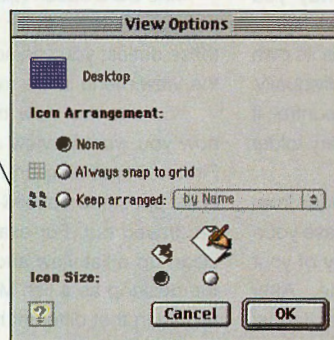 View Options
Desktop
Icon Arrangement:
None
Always snap to grid
Keep arranged: by Name
Icon Size:
? Cancel OK